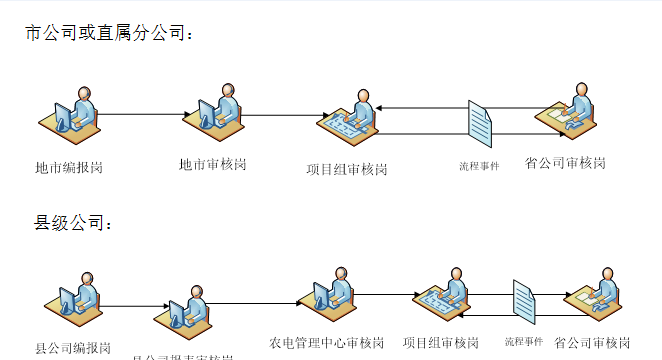 市公司或直属分公司：
地市编报岗
地市审核岗
项目组审核岗
流程事件
省公司审核岗
县级公司：
县公司编报岗
县公司报表审核岗
农电管理中心审核岗
项目组审核岗
流程事件
省公司审核岗